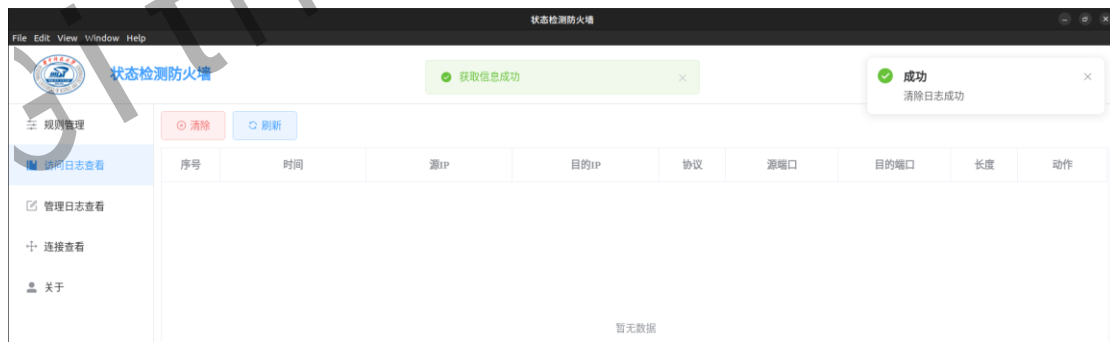 状态检测防火墙
File Edit View Window Help
状态检测防火墙
获取信息成功
成功
清除日志成功
规则管理
清除 刷新
访问日志查看
序号 时间 源IP 目的IP 协议 源端口 目的端口 长度 动作
管理日志查看
连接查看
关于
暂无数据